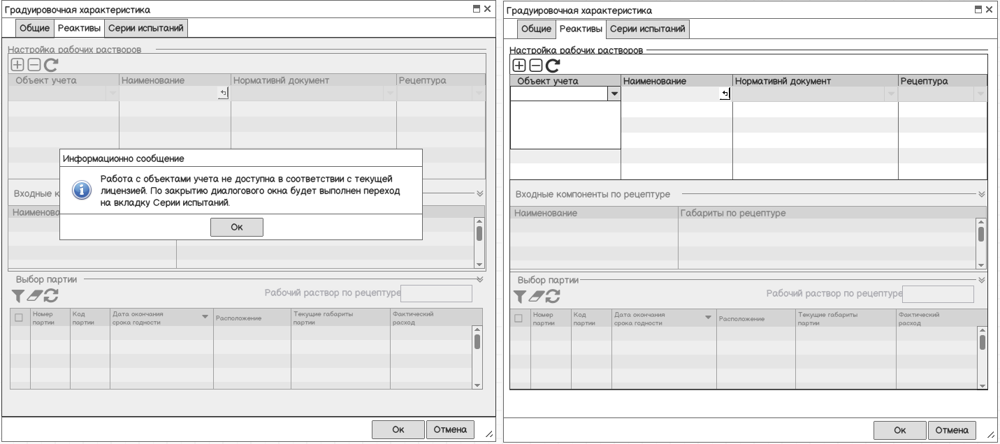 Градуировочная характеристика
Общие
Реактивы
Серии испытаний
Настройка рабочих растворов
Объект учета
Наименование
Нормативнй документ
Рецептура
Информационно сообщение
Работа с объектами учета не доступна в соответствии с текущей
лицензией. По закрытию диалогового окна будет выполнен переход
на вкладку Серии испытаний.
Ок
Входные к
Наименова
Выбор партии
Рабочий раствор по рецептуре
Номер
партии
Код
партии
Дата окончания
срока годности
Расположение
Текущие габариты
партии
Фактический
расход
Ок
Отмена
Градуировочная характеристика
Общие
Реактивы
Серии испытаний
Настройка рабочих растворов
Объект учета
Наименование
Нормативнй документ
Рецептура
Входные компоненты по рецептуре
Наименование
Габариты по рецептуре
Выбор партии
Рабочий раствор по рецептуре
Номер
партии
Код
партии
Дата окончания
срока годности
Расположение
Текущие габариты
партии
Фактический
расход
Ок
Отмена